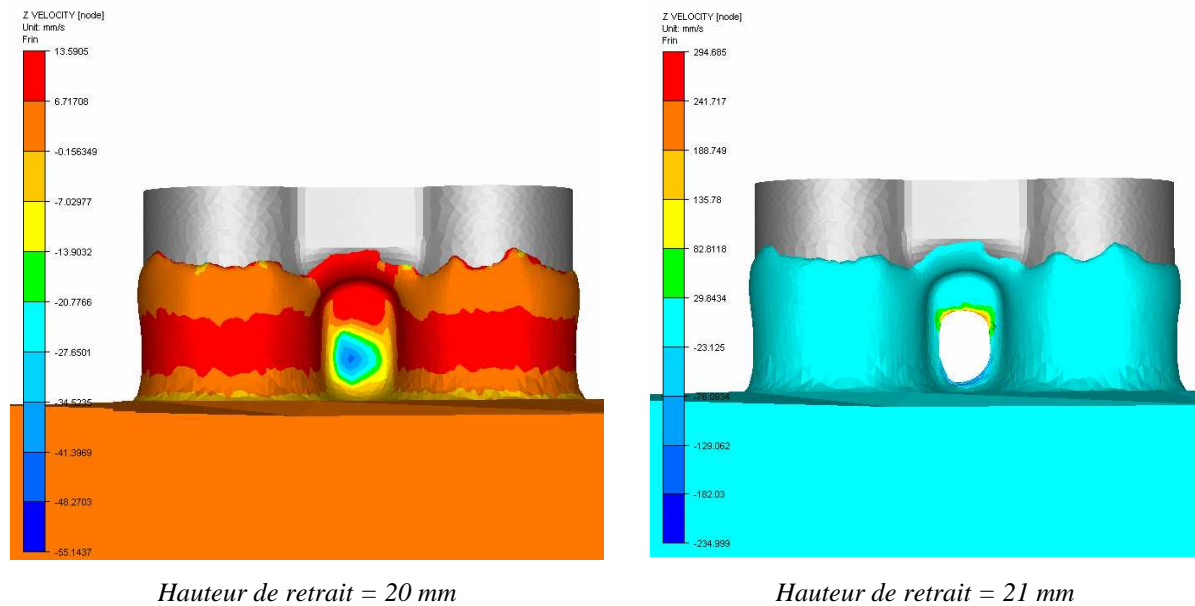 Z VELOCITY [node]
Unit: mm/s
Frin
13.5905
6.71708
-0.156349
-7.02977
-13.9032
-20.7766
-27.6501
-34.5235
-41.3969
-48.2703
-55.1437
Hauteur de retrait = 20 mm
Z VELOCITY [node]
Unit: mm/s
Frin
294.685
241.717
188.749
135.78
82.8118
29.8434
-23.125
-76.0934
-129.062
-182.03
-234.999
Hauteur de retrait = 21 mm